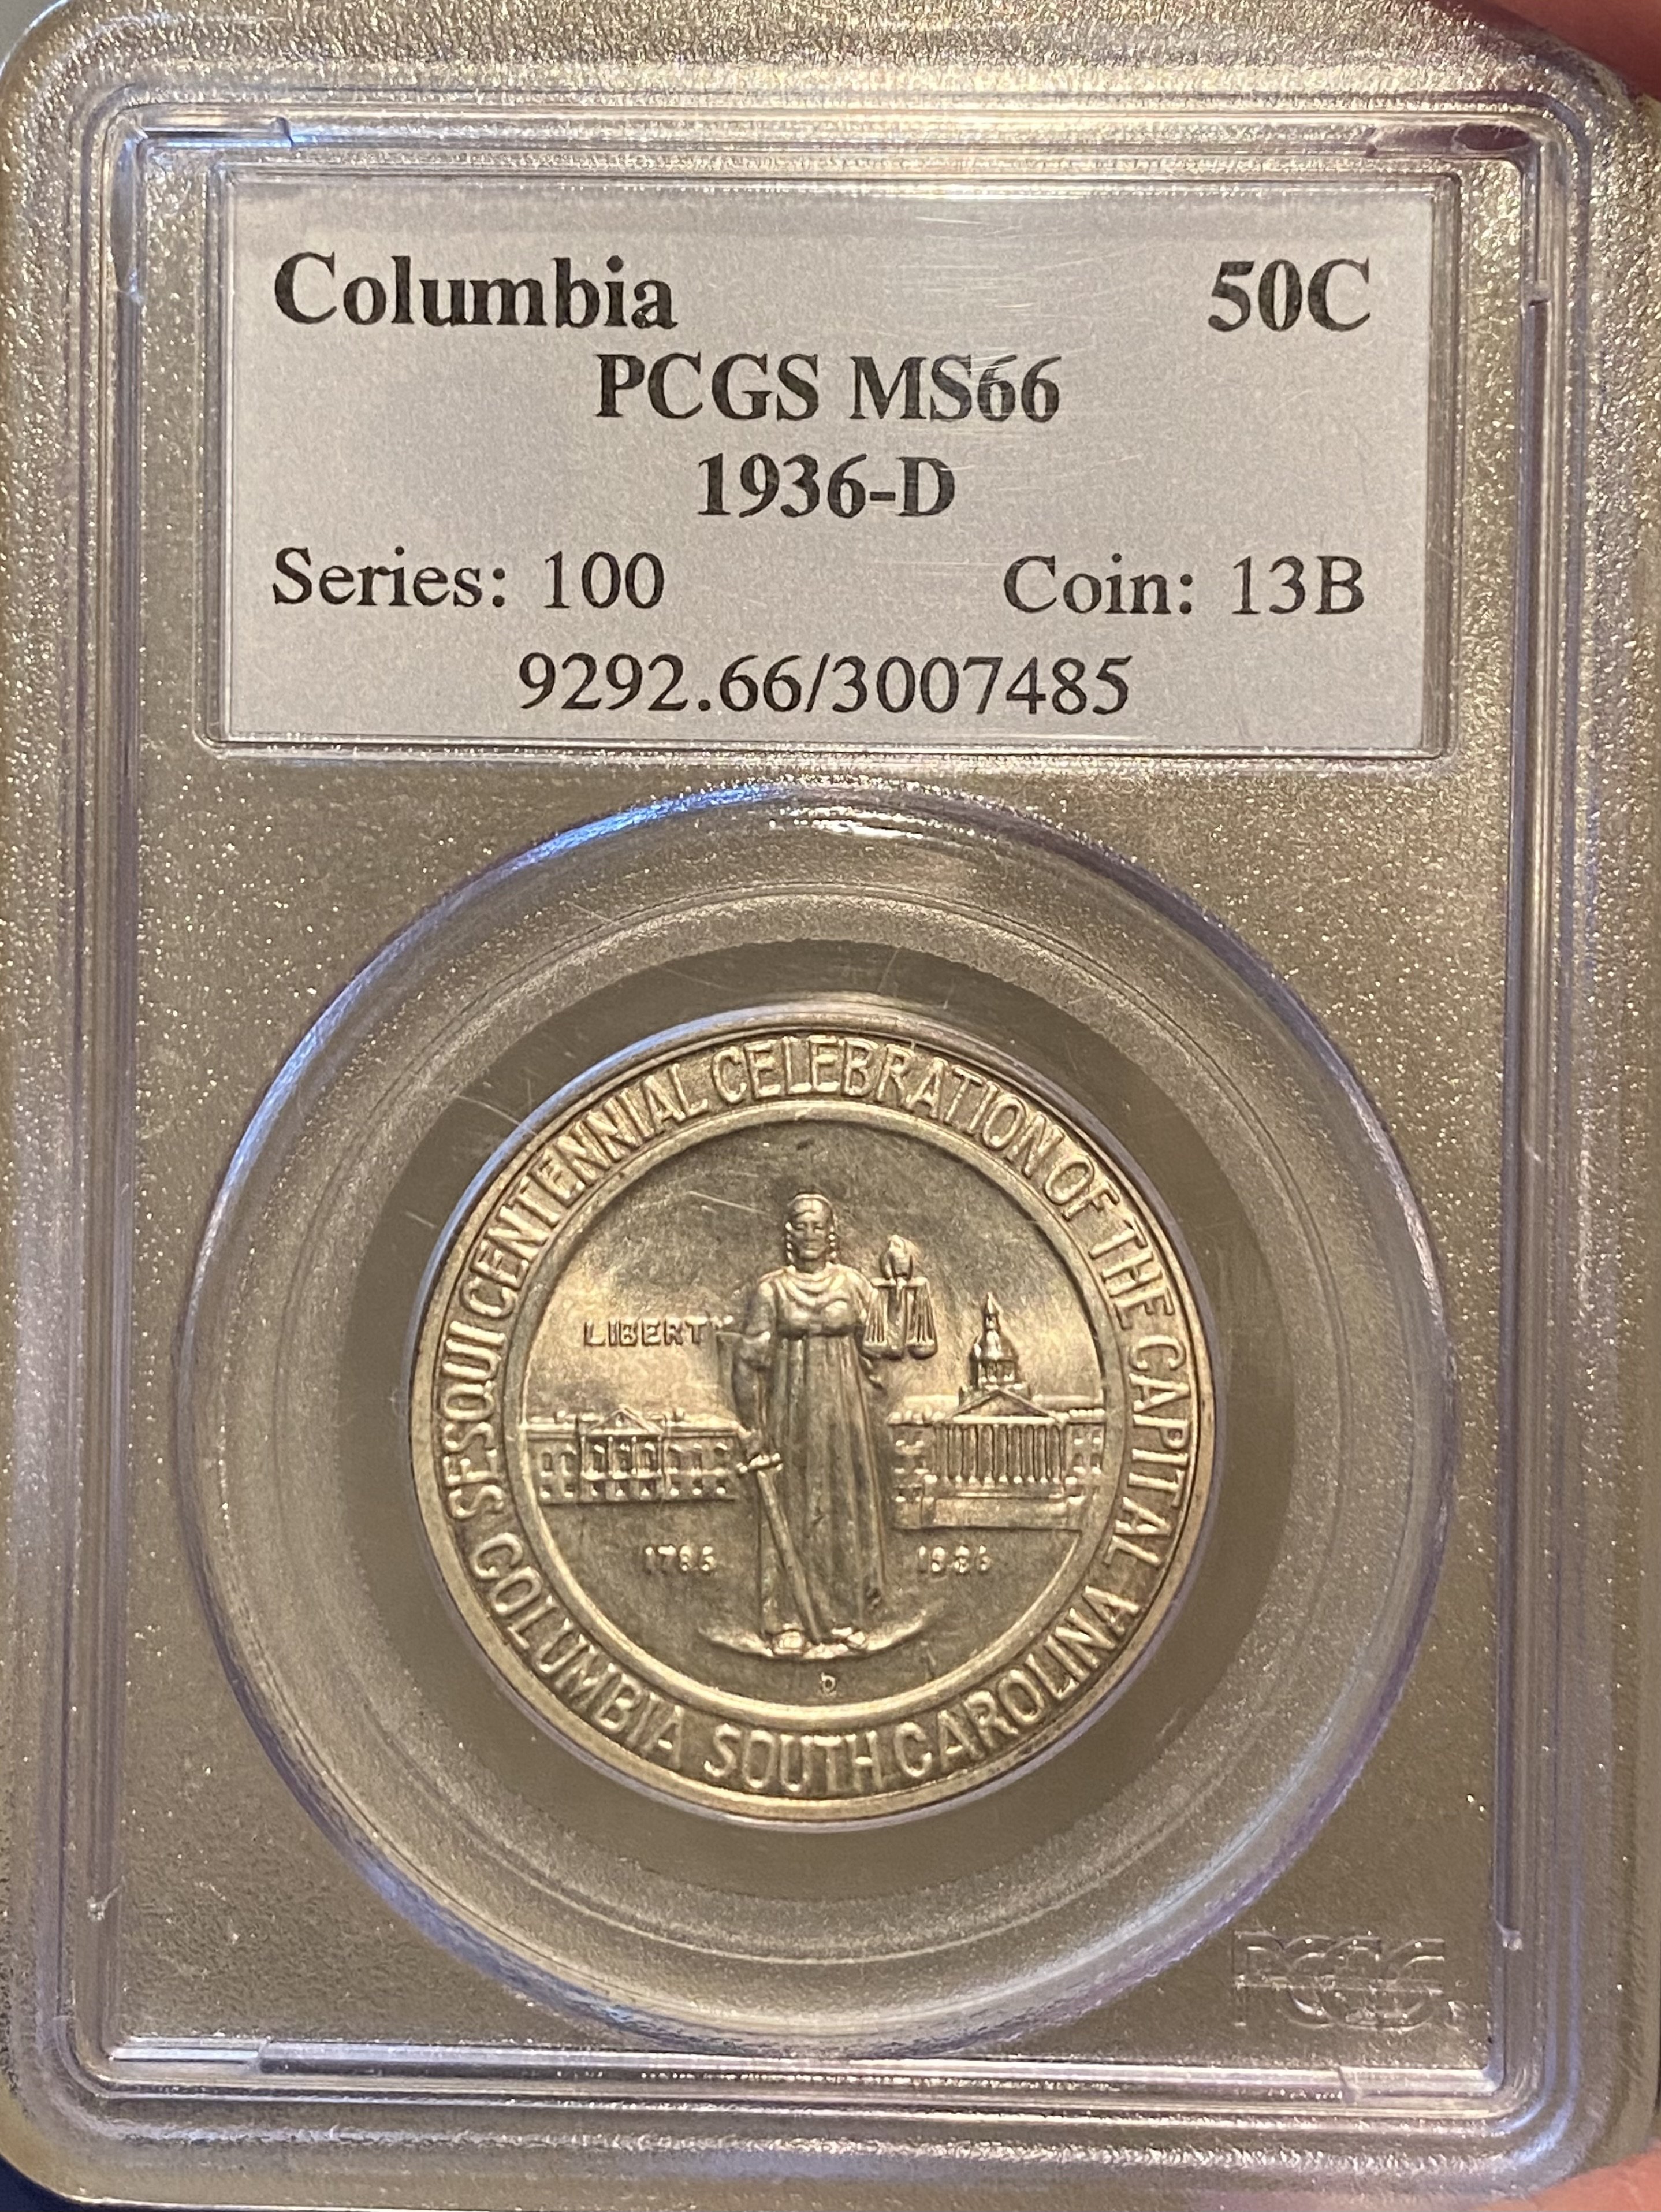 Columbia 50C
PCGS MS66
1936-D
Series: 100 Coin: 13B
9292.66/3007485
SESQUICENTENNIAL CELEBRATION OF THE CAPITAL
COLUMBIA SOUTH CAROLINA
LIBERTY
1786 1936
D
PCGS